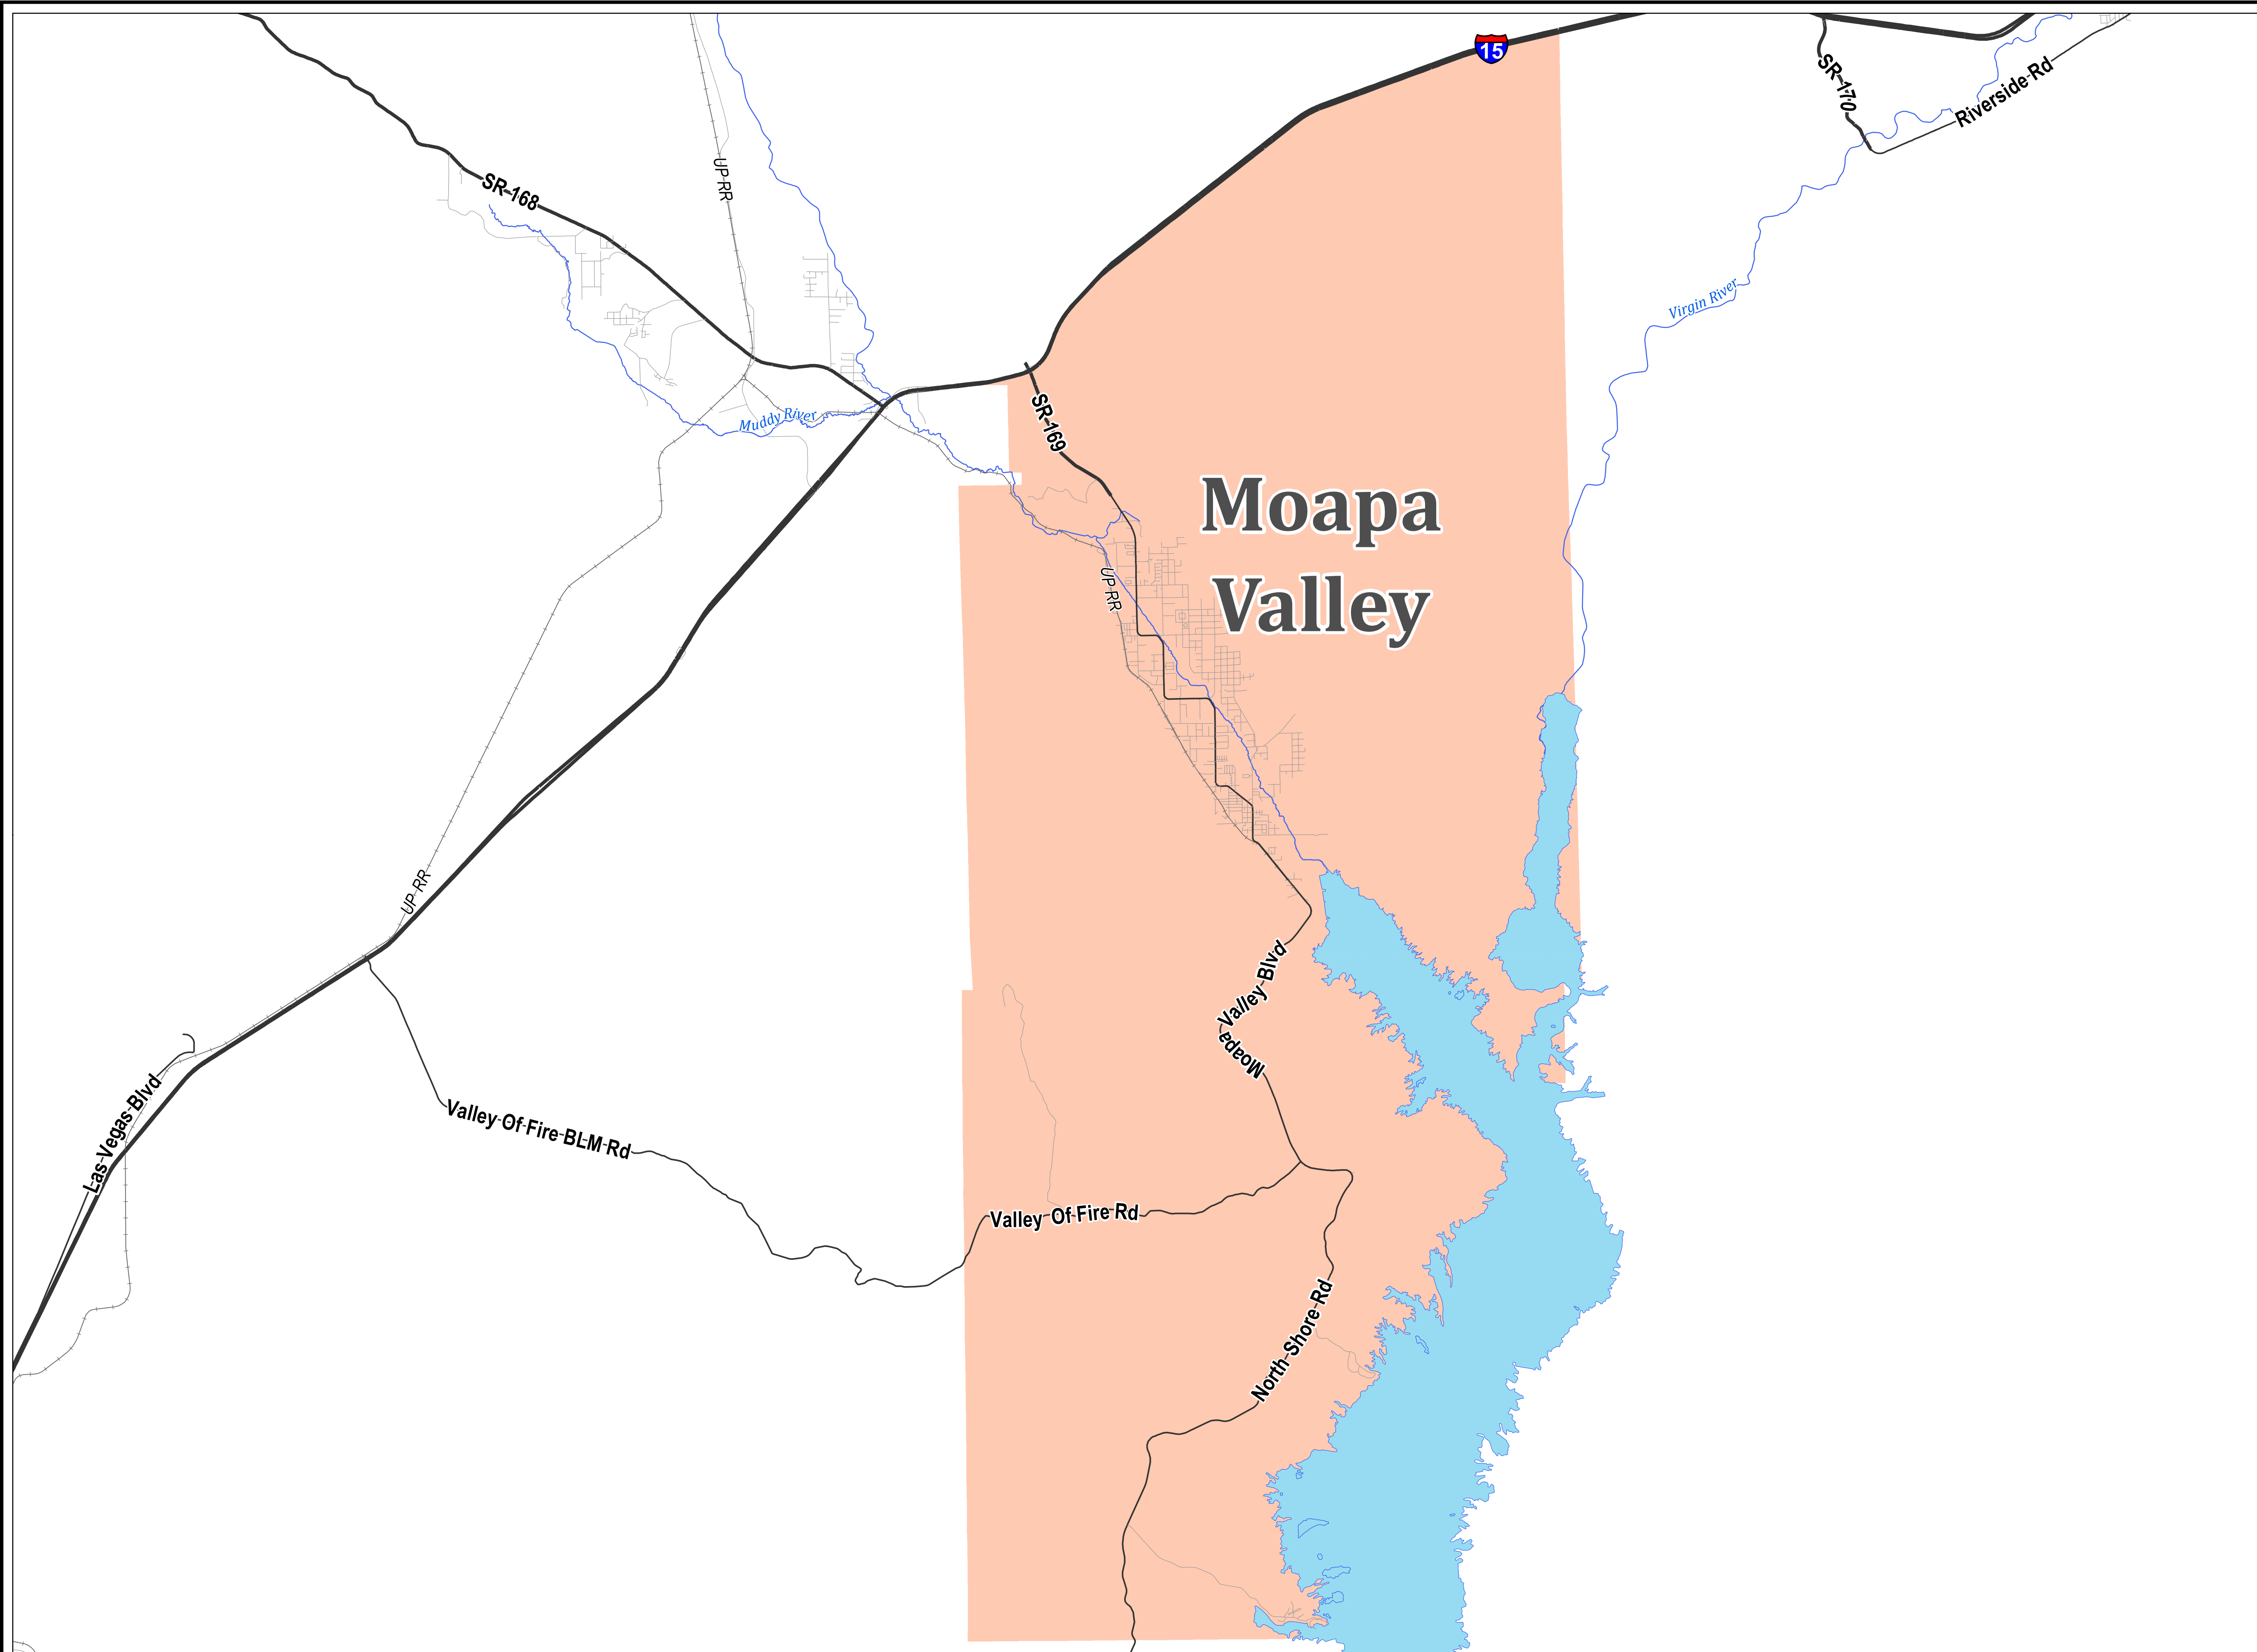 15
SR 170
Riverside Rd
UP RR
SR 168
Virgin River
Muddy River
SR 169
Moapa
Valley
UP RR
UP RR
Moapa Valley Blvd
Las Vegas Blvd
Valley Of Fire BLM Rd
Valley Of Fire Rd
North Shore Rd